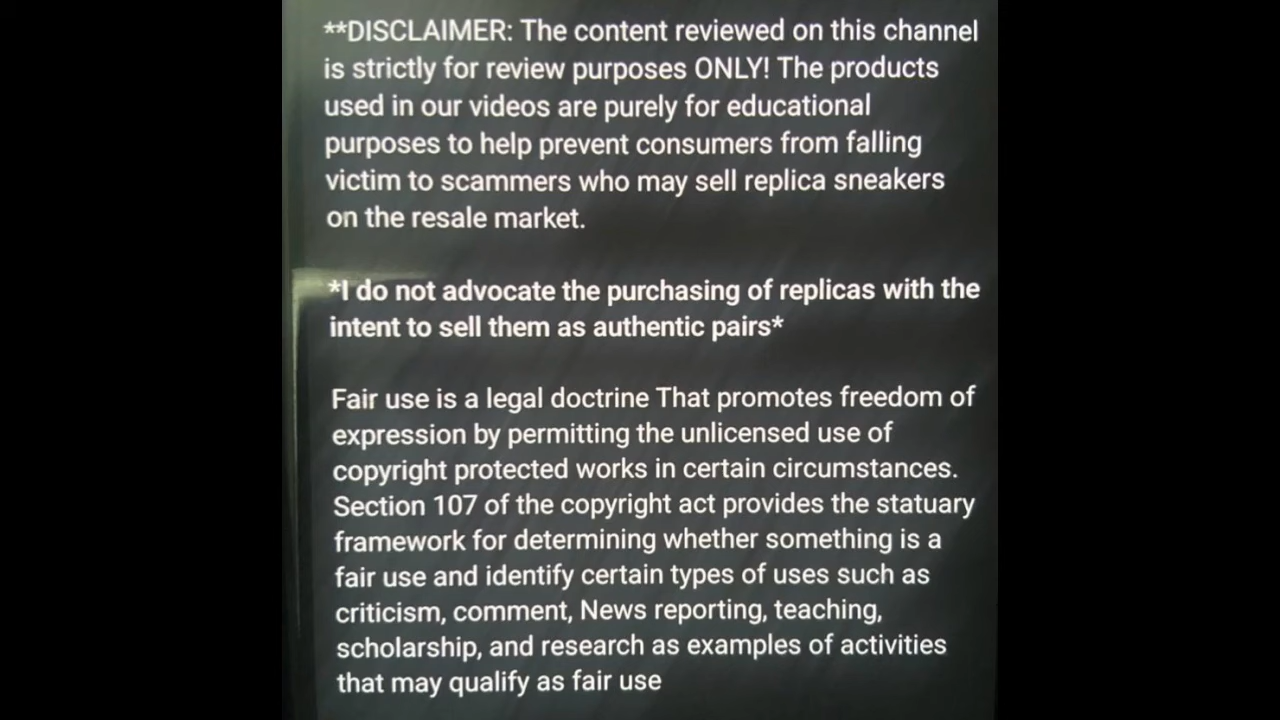 **DISCLAIMER: The content reviewed on this channel
is strictly for review purposes ONLY! The products
used in our videos are purely for educational
purposes to help prevent consumers from falling
victim to scammers who may sell replica sneakers
on the resale market.
*I do not advocate the purchasing of replicas with the
intent to sell them as authentic pairs*
Fair use is a legal doctrine That promotes freedom of
expression by permitting the unlicensed use of
copyright protected works in certain circumstances.
Section 107 of the copyright act provides the statuary
framework for determining whether something is a
fair use and identify certain types of uses such as
criticism, comment, News reporting, teaching,
scholarship, and research as examples of activities
that may qualify as fair use